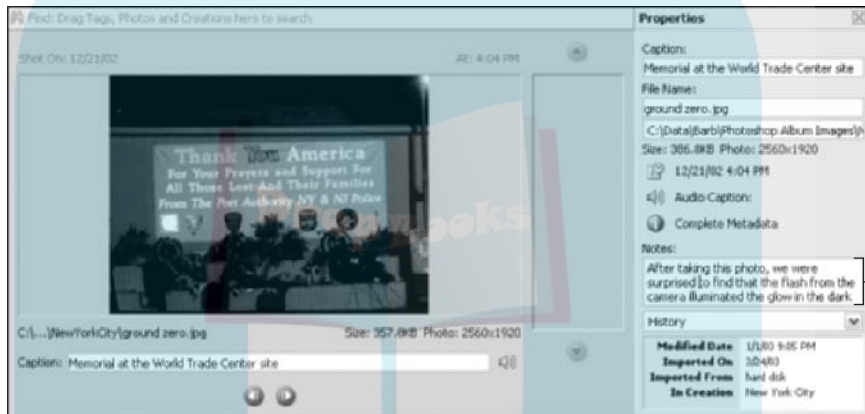 Find: Drag Tags, Photos and Creations here to search
Shot On: 12/21/02 At: 4:04 PM
Thank You America
For Your Prayers and Support For
All Those Lost And Their Families
From The Port Authority NY & NJ Police
C:\...\NewYorkCity\ground zero.jpg Size: 357.8KB Photo: 2560x1920
Caption: Memorial at the World Trade Center site
Properties
Caption:
Memorial at the World Trade Center site
File Name:
ground zero.jpg
C:\Data\Barb\Photoshop Album Images\N
Size: 386.8KB Photo: 2560x1920
12/21/02 4:04 PM
Audio Caption:
Complete Metadata
Notes:
After taking this photo, we were
surprised to find that the flash from the
camera illuminated the glow in the dark
History
Modified Date 1/1/03 9:05 PM
Imported On
Imported From hard disk
In Creation New York City